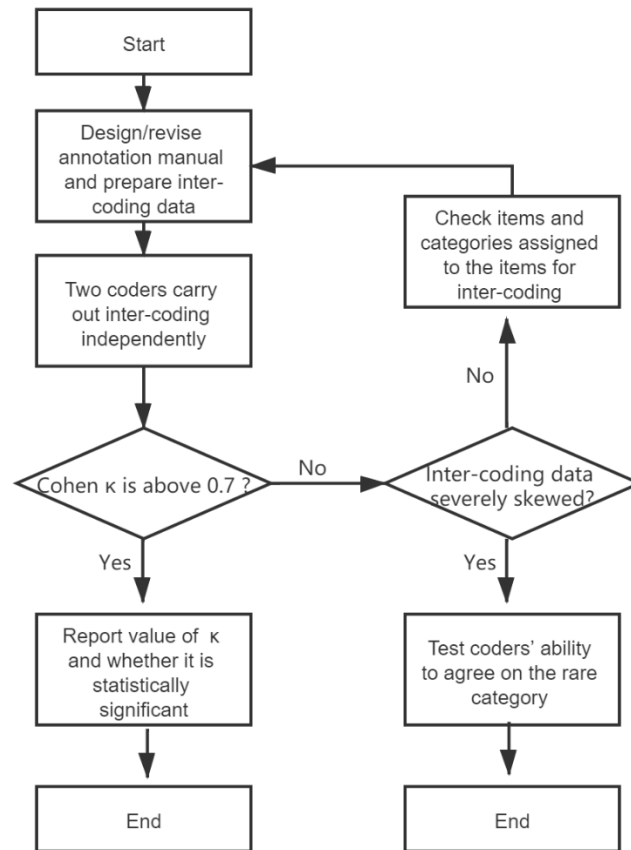 Start
Design/revise
annotation manual
and prepare inter-
coding data
Check items and
categories assigned
to the items for
inter-coding
Two coders carry
out inter-coding
independently
No
Cohen κ is above 0.7 ?
No
Inter-coding data
severely skewed?
Yes
Yes
Report value of κ
and whether it is
statistically
significant
Test coders’ ability
to agree on the rare
category
End
End